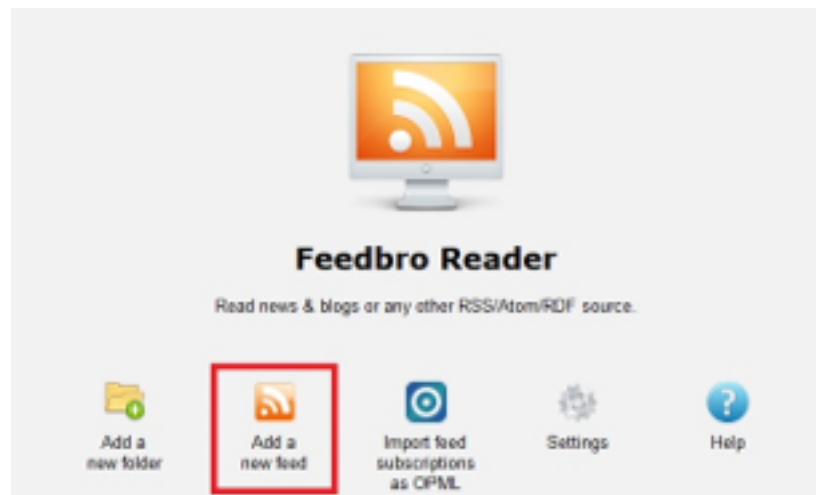 Feedbro Reader
Read news & blogs or any other RSS/Atom/RDF source.
Add a
new folder
Add a
new feed
Import feed
subscriptions
as OPML
Settings
Help